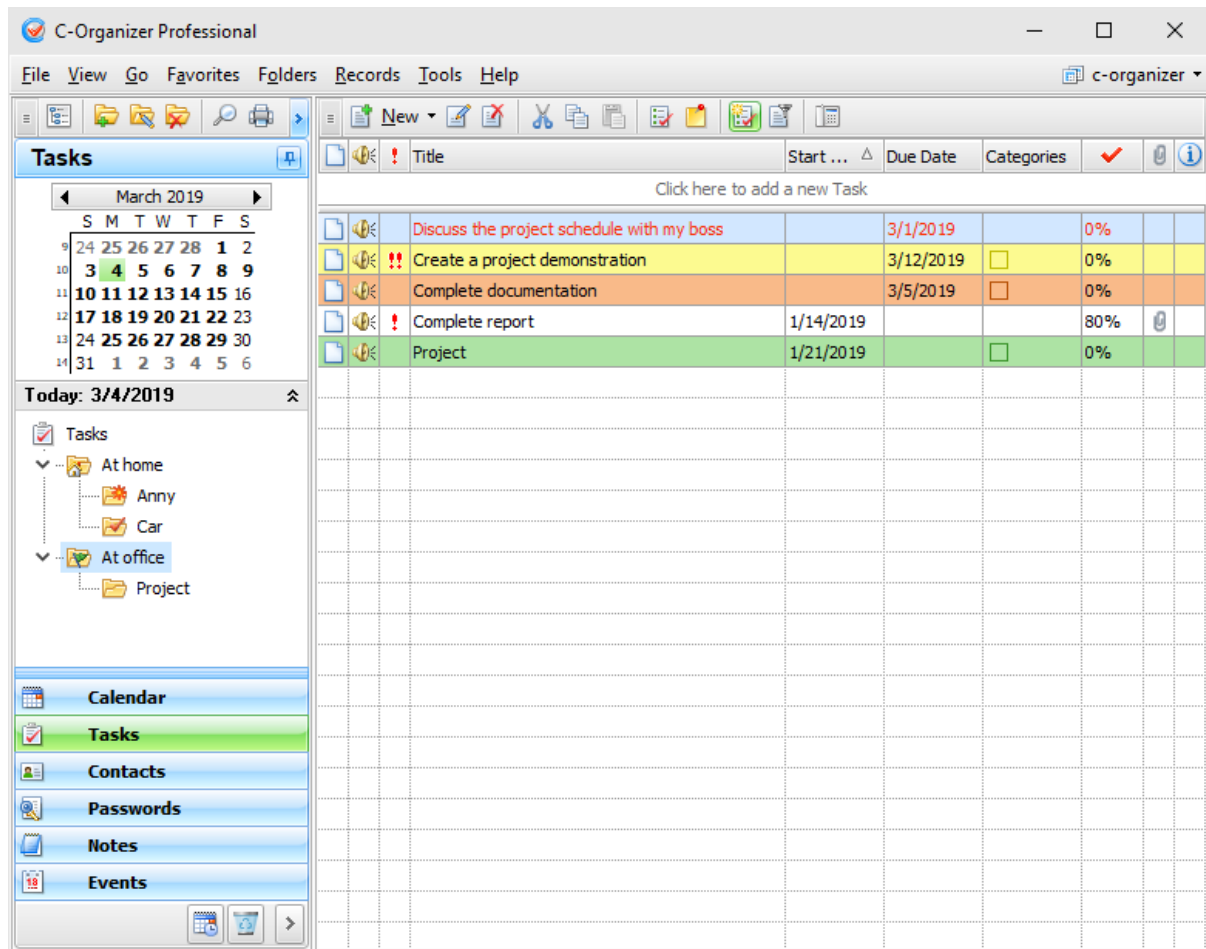 C-Organizer Professional
File View Go Favorites Folders Records Tools Help c-organizer
New
Tasks
! Title Start ... Due Date Categories
Click here to add a new Task
March 2019
S M T W T F S
9 24 25 26 27 28 1 2
10 3 4 5 6 7 8 9
11 10 11 12 13 14 15 16
12 17 18 19 20 21 22 23
13 24 25 26 27 28 29 30
14 31 1 2 3 4 5 6
Discuss the project schedule with my boss 3/1/2019 0%
!! Create a project demonstration 3/12/2019 0%
Complete documentation 3/5/2019 0%
! Complete report 1/14/2019 80%
Project 1/21/2019 0%
Today: 3/4/2019
Tasks
At home
Anny
Car
At office
Project
Calendar
Tasks
Contacts
Passwords
Notes
18 Events